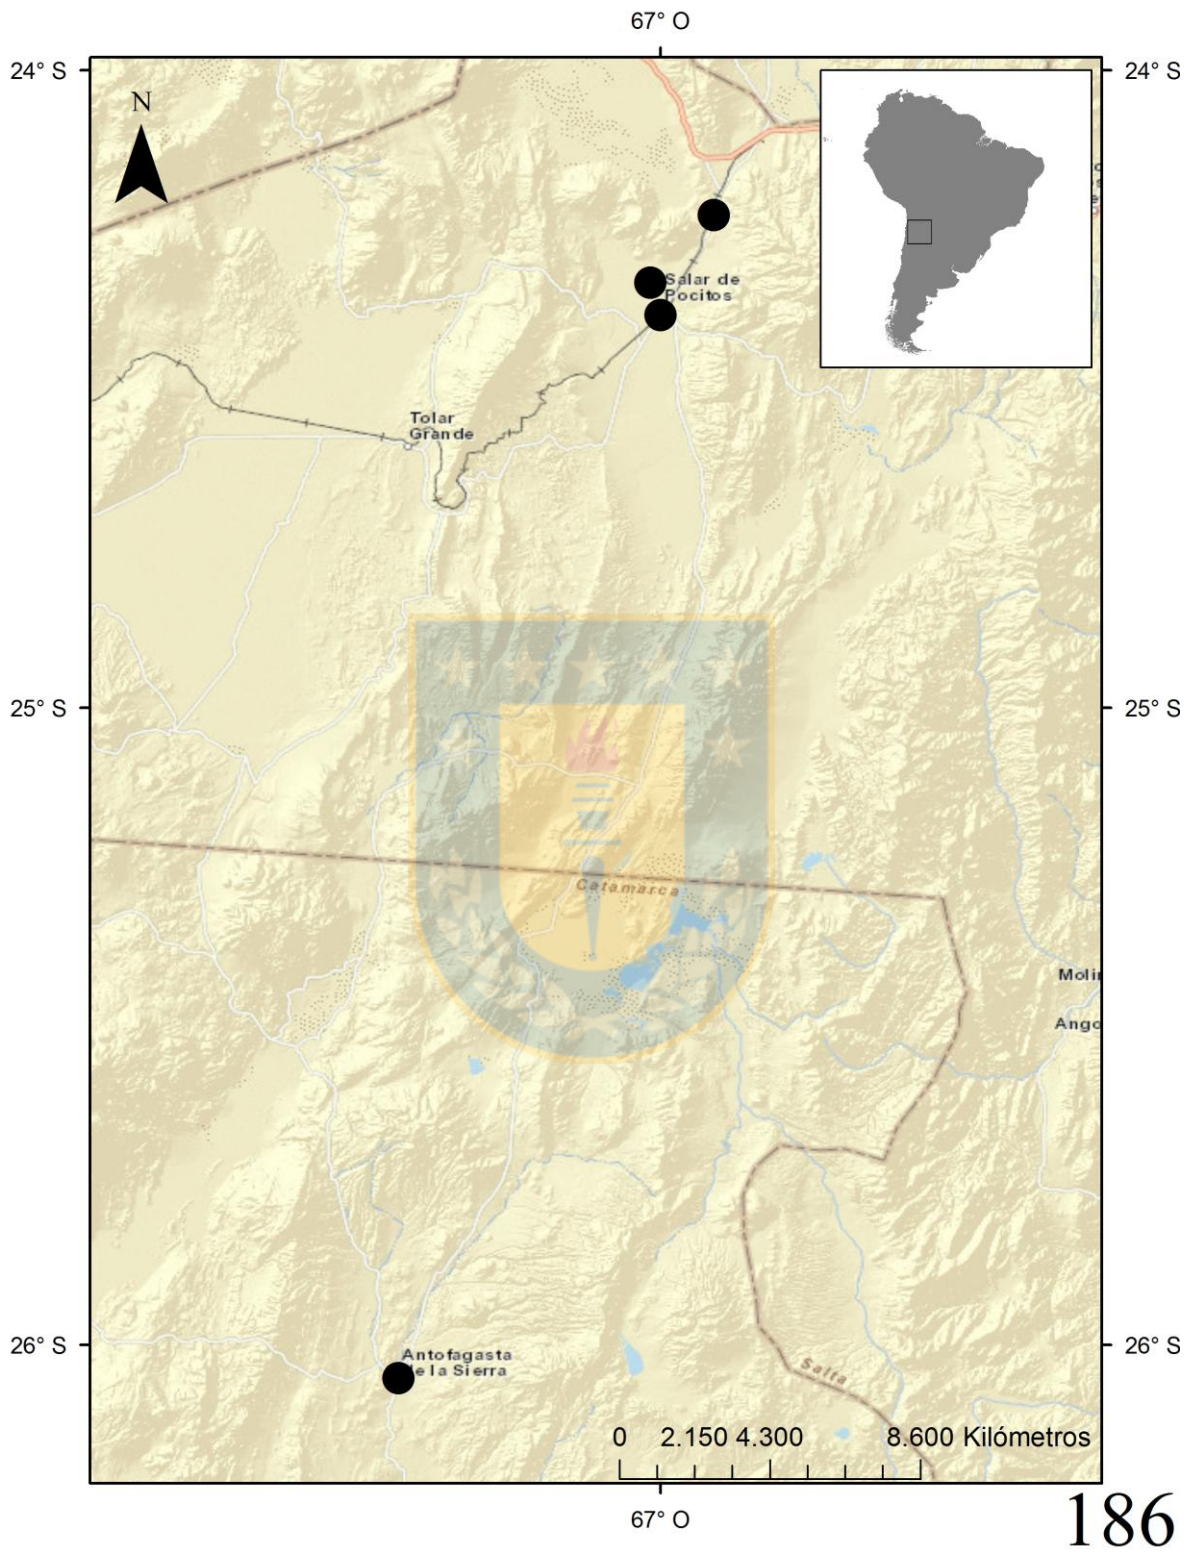 67° O
24° S
24° S
N
Salar de
Pocitos
Tolar
Grande
25° S
25° S
Catamarca
Molin
Ango
26° S
26° S
Antofagasta
de la Sierra
Salta
0 2.150 4.300 8.600 Kilómetros
67° O
186